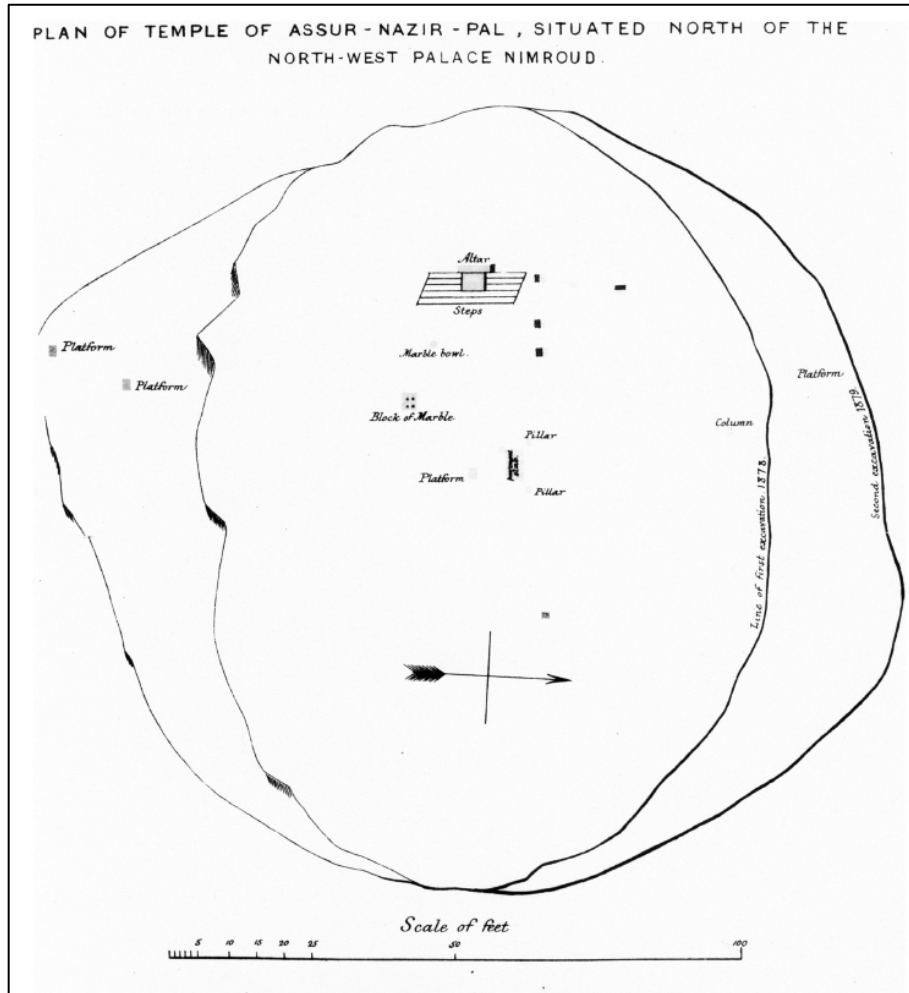 PLAN OF TEMPLE OF ASSUR-NAZIR-PAL, SITUATED NORTH OF THE
NORTH-WEST PALACE NIMROUD.
Altar
Steps
Platform
Platform
Marble bowl.
Platform
Block of Marble
Column
Pillar
Platform
Pillar
Line of first excavation 1878.
Second excavation 1879.
Scale of feet
5 10 15 20 25 50 100